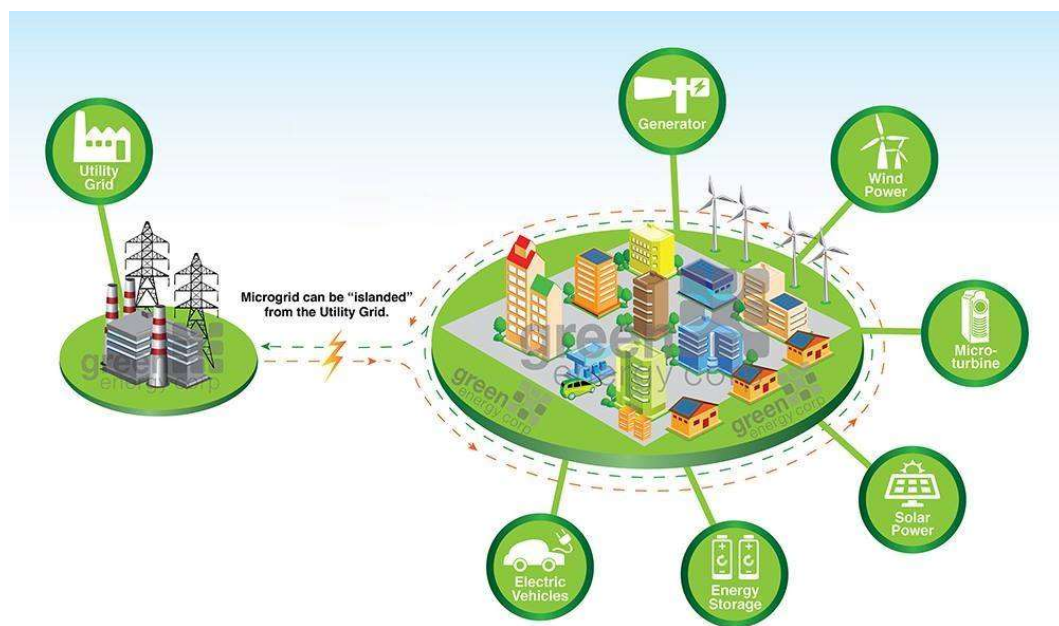 Generator
Utility
Grid
Wind
Power
Microgrid can be “islanded”
from the Utility Grid.
Micro-
turbine
green
energy corp
green
energy corp
green
energy corp
green
energy corp
Solar
Power
Electric
Vehicles
Energy
Storage